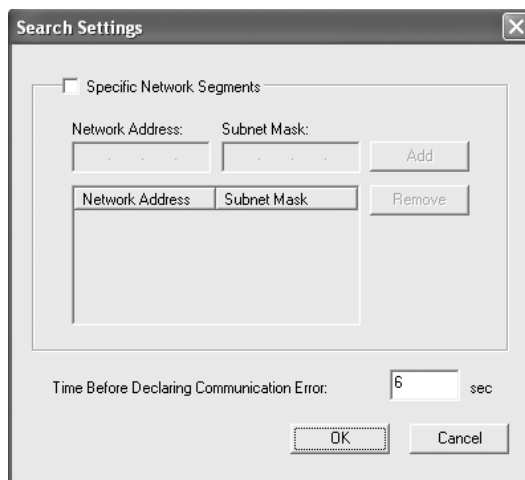 Search Settings
Specific Network Segments
Network Address: Subnet Mask:
Add
Network Address Subnet Mask
Remove
Time Before Declaring Communication Error: 6 sec
OK Cancel